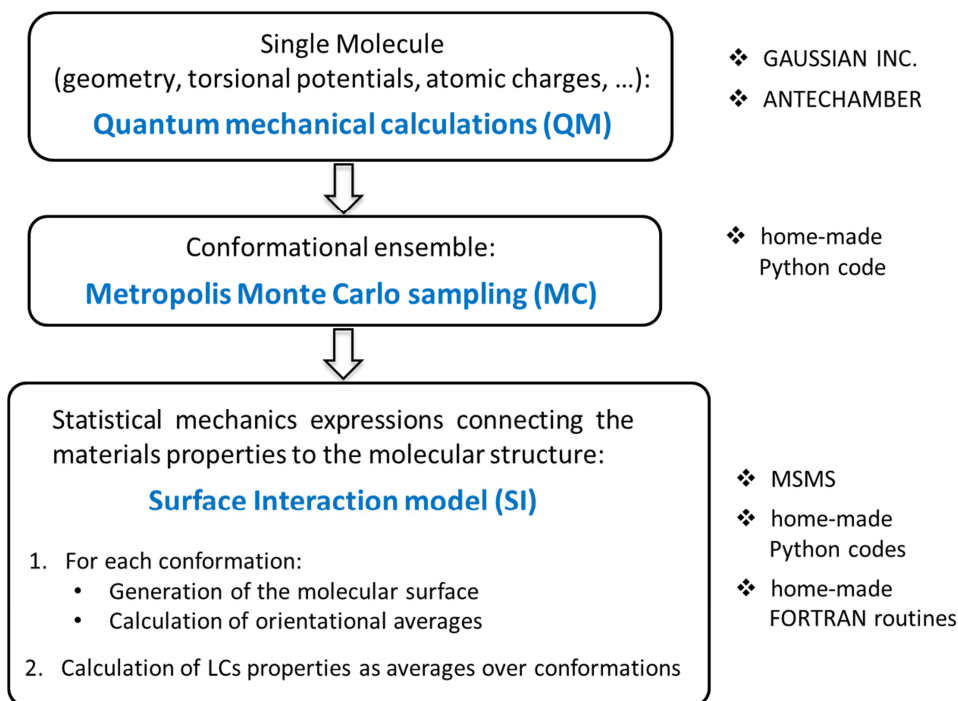 Single Molecule
(geometry, torsional potentials, atomic charges, …):
Quantum mechanical calculations (QM)
❖ GAUSSIAN INC.
❖ ANTECHAMBER
Conformational ensemble:
Metropolis Monte Carlo sampling (MC)
❖ home-made
Python code
Statistical mechanics expressions connecting the
materials properties to the molecular structure:
Surface Interaction model (SI)
1. For each conformation:
• Generation of the molecular surface
• Calculation of orientational averages
2. Calculation of LCs properties as averages over conformations
❖ MSMS
❖ home-made
Python codes
❖ home-made
FORTRAN routines